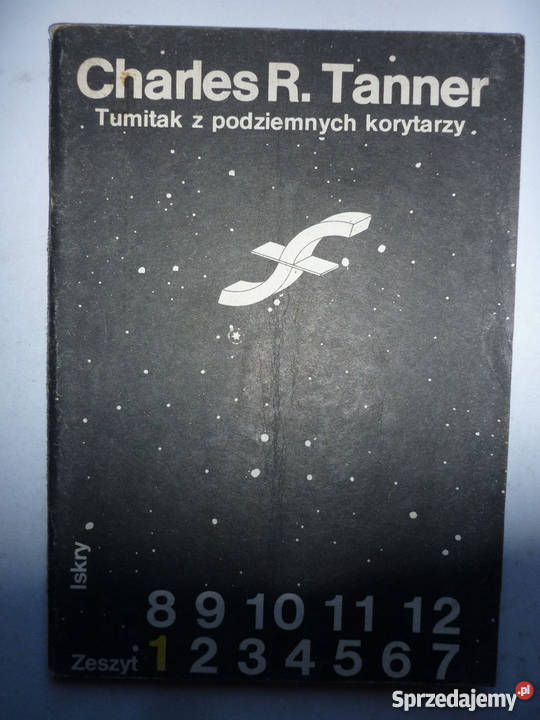 Charles R. Tanner
Tumitak z podziemnych korytarzy
Iskry
8 9 10 11 12
Zeszyt 1 2 3 4 5 6 7
Sprzedajemy.pl